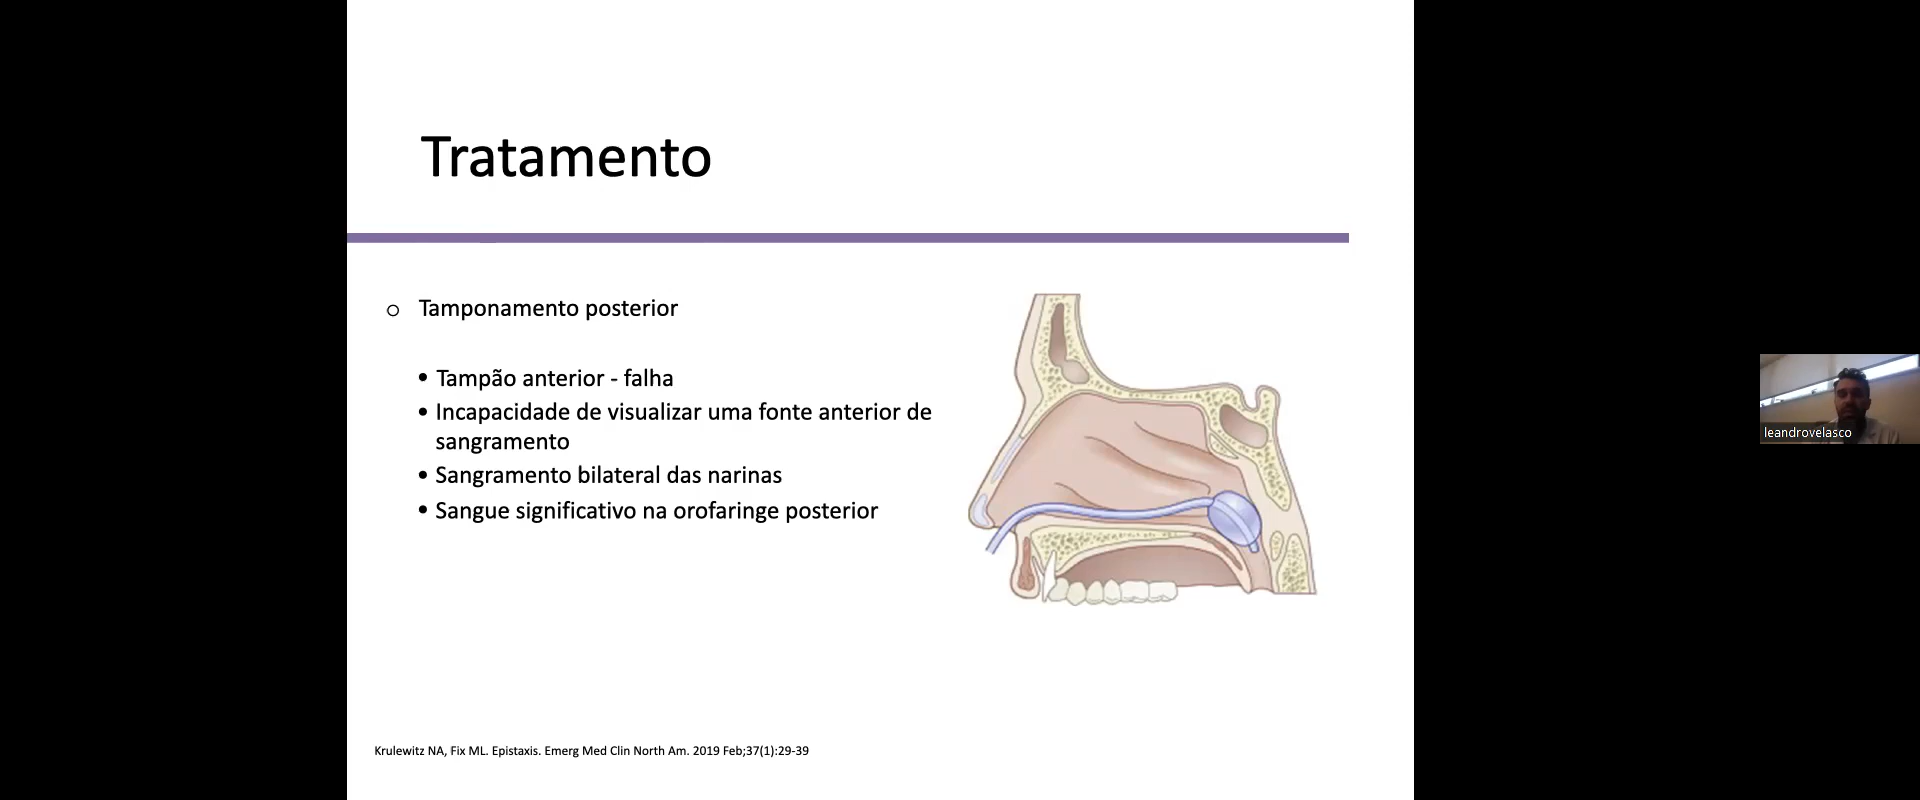 Tratamento
o Tamponamento posterior
• Tampão anterior - falha
• Incapacidade de visualizar uma fonte anterior de
sangramento
• Sangramento bilateral das narinas
• Sangue significativo na orofaringe posterior
leandrovelasco
Krulewitz NA, Fix ML. Epistaxis. Emerg Med Clin North Am. 2019 Feb;37(1):29-39